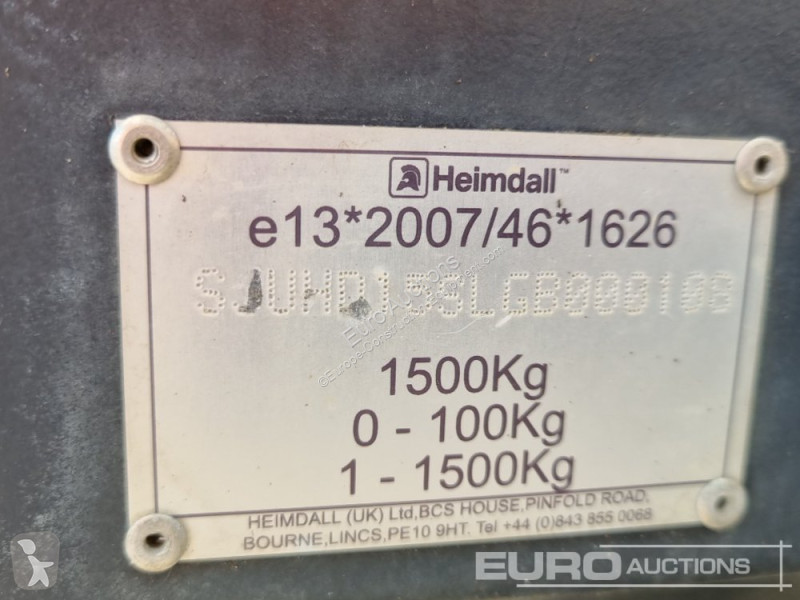 Heimdall™
e13*2007/46*1626
SJUHD15SLGB000108
1500Kg
0 - 100Kg
1 - 1500Kg
HEIMDALL (UK) Ltd,BCS HOUSE,PINFOLD ROAD,
BOURNE,LINCS,PE10 9HT. Tel +44 (0)843 855 0068
EURO AUCTIONS